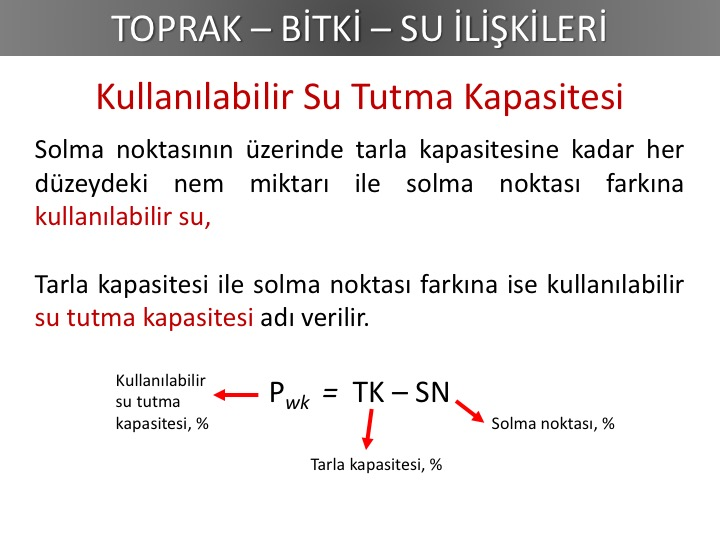 TOPRAK – BİTKİ – SU İLİŞKİLERİ
Kullanılabilir Su Tutma Kapasitesi
Solma noktasının üzerinde tarla kapasitesine kadar her
düzeydeki nem miktarı ile solma noktası farkına
kullanılabilir su,
Tarla kapasitesi ile solma noktası farkına ise kullanılabilir
su tutma kapasitesi adı verilir.
Kullanılabilir
su tutma
kapasitesi, %
Pwk = TK – SN
Solma noktası, %
Tarla kapasitesi, %